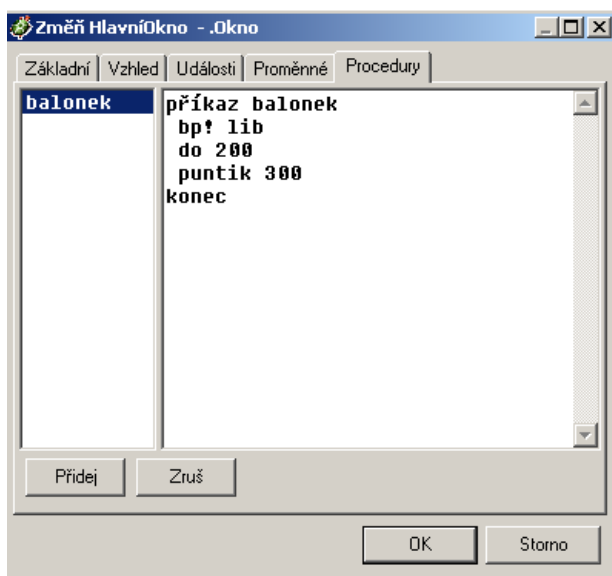 Změň HlavníOkno - .Okno
Základní Vzhled Události Proměnné Procedury
balonek
příkaz balonek
bp! lib
do 200
puntik 300
konec
Přidej Zruš
OK Storno